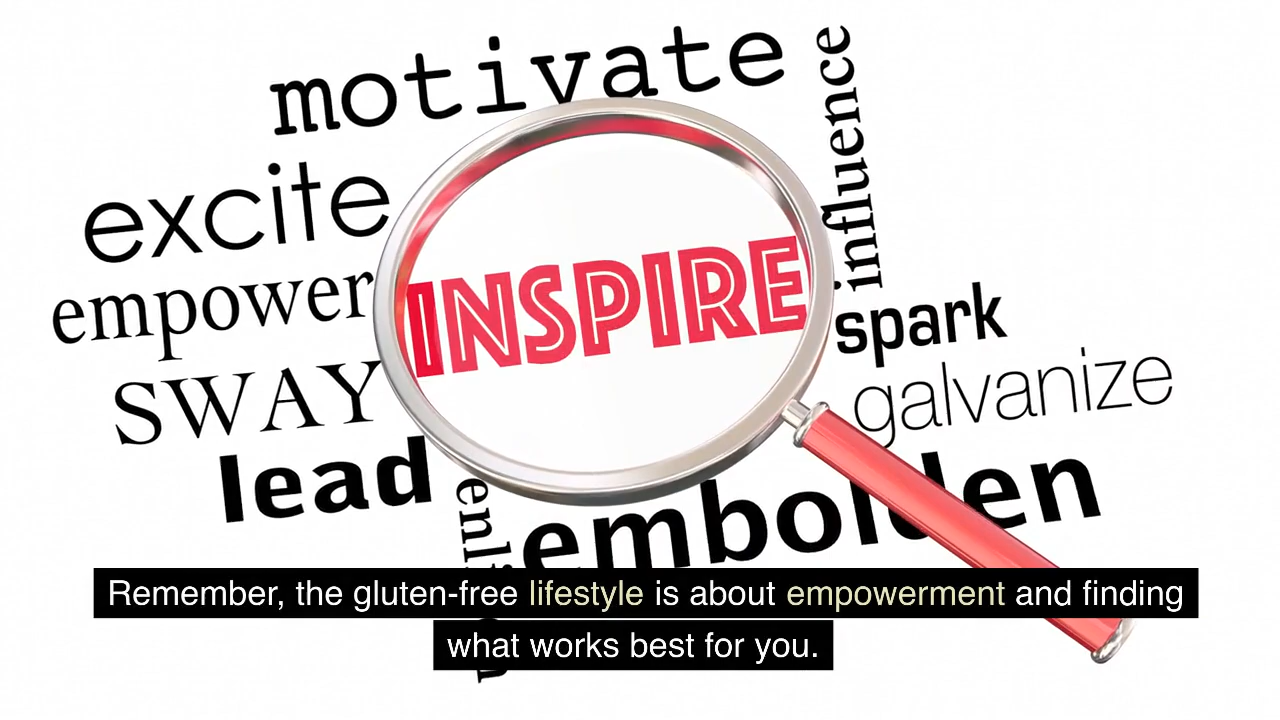 motivate
influence
excite
INSPIRE
empower
spark
SWAY
galvanize
lead
embolden
Remember, the gluten-free lifestyle is about empowerment and finding
what works best for you.